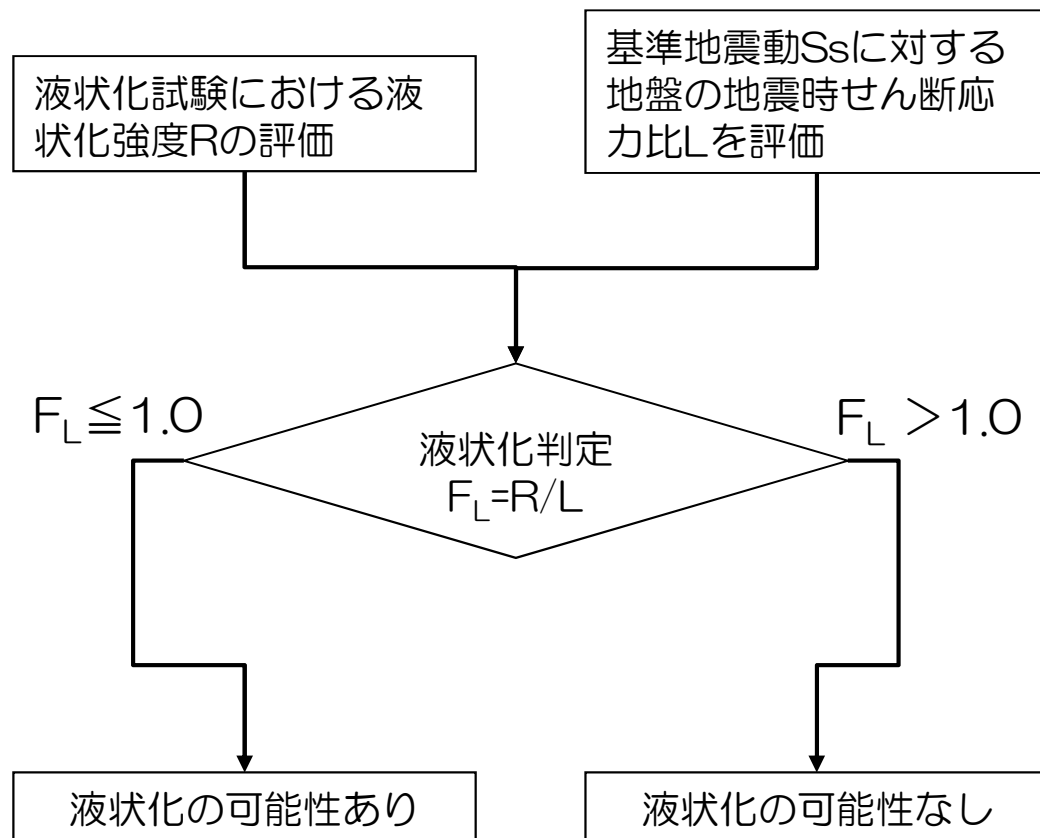 液状化試験における液
状化強度Rの評価
基準地震動Ssに対する
地盤の地震時せん断応
力比Lを評価
FL≦1.0
FL >1.0
液状化判定
FL=R/L
液状化の可能性あり
液状化の可能性なし